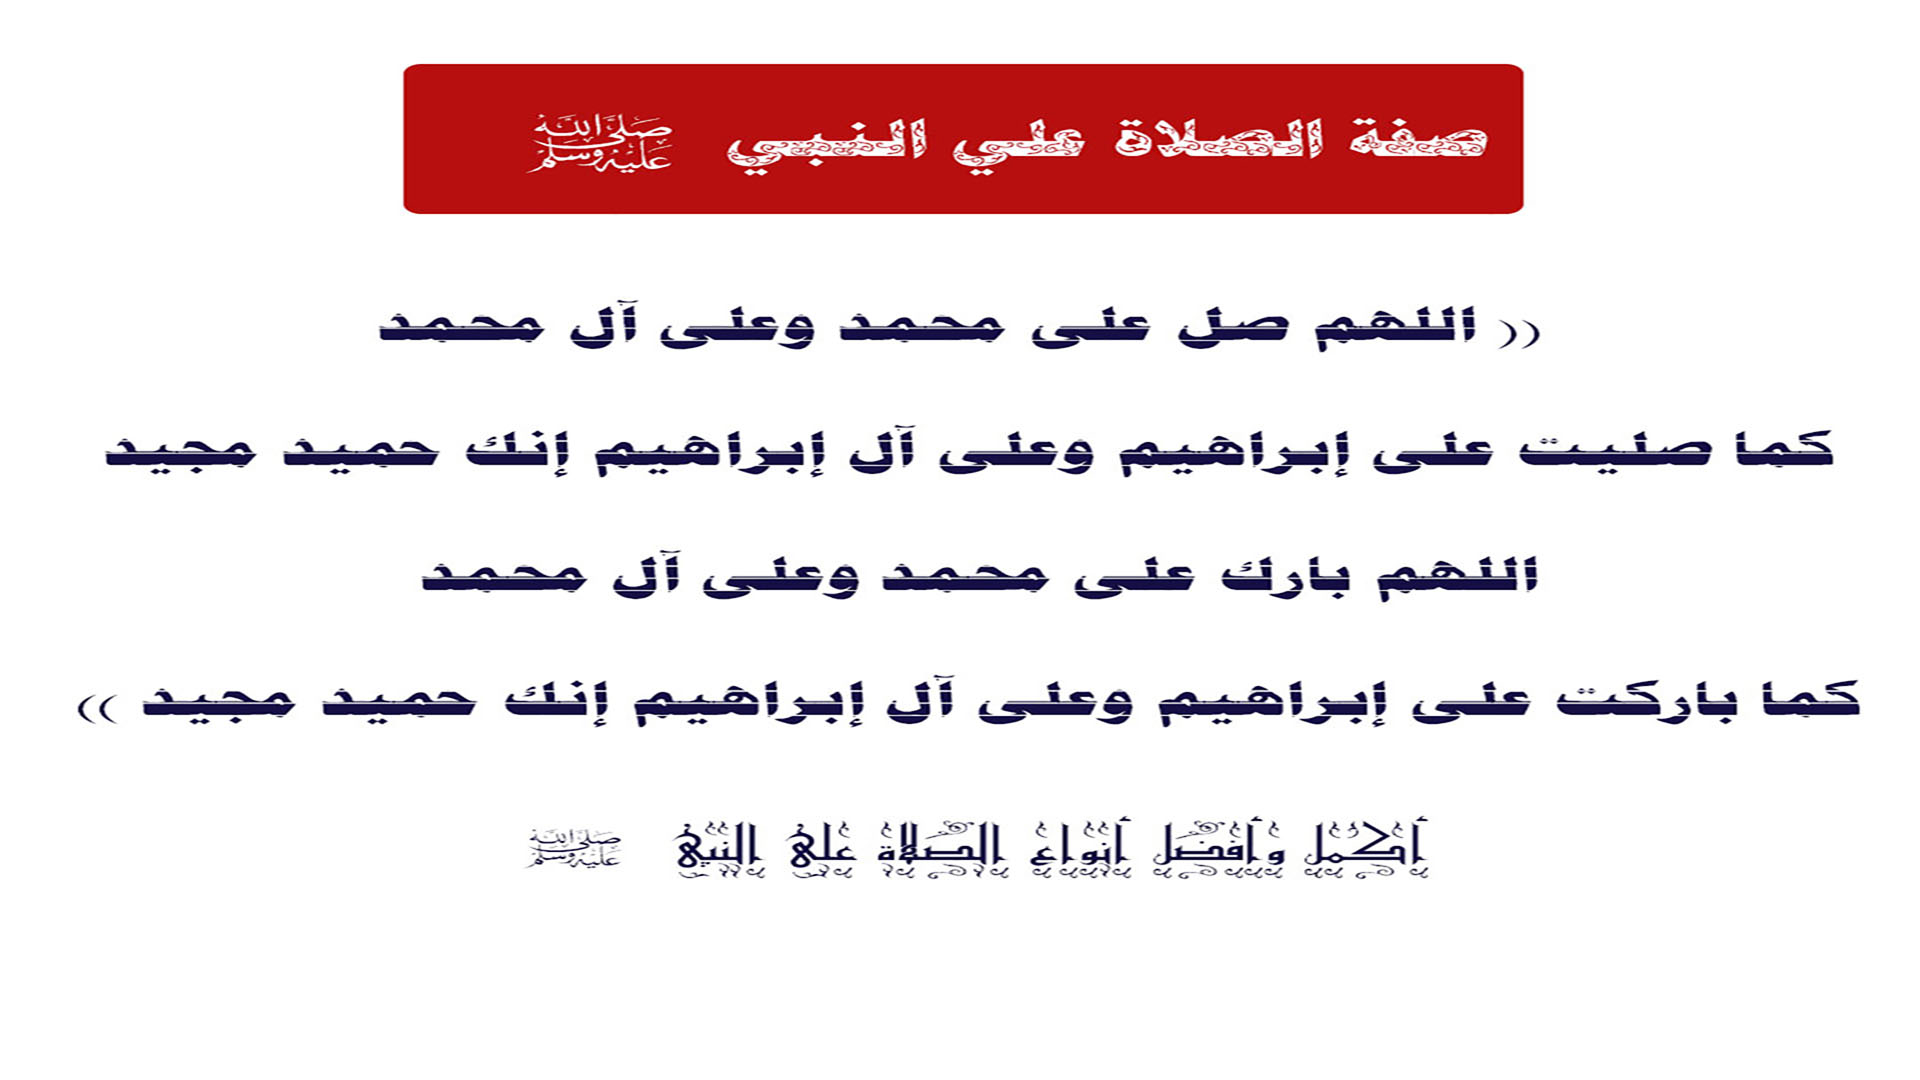 صفة الصلاة علي النبي ﷺ
(( اللهم صل على محمد وعلى آل محمد
كما صليت على إبراهيم وعلى آل إبراهيم إنك حميد مجيد
اللهم بارك على محمد وعلى آل محمد
كما باركت على إبراهيم وعلى آل إبراهيم إنك حميد مجيد ))
أكمل وأفضل أنواع الصلاة على النبي ﷺ